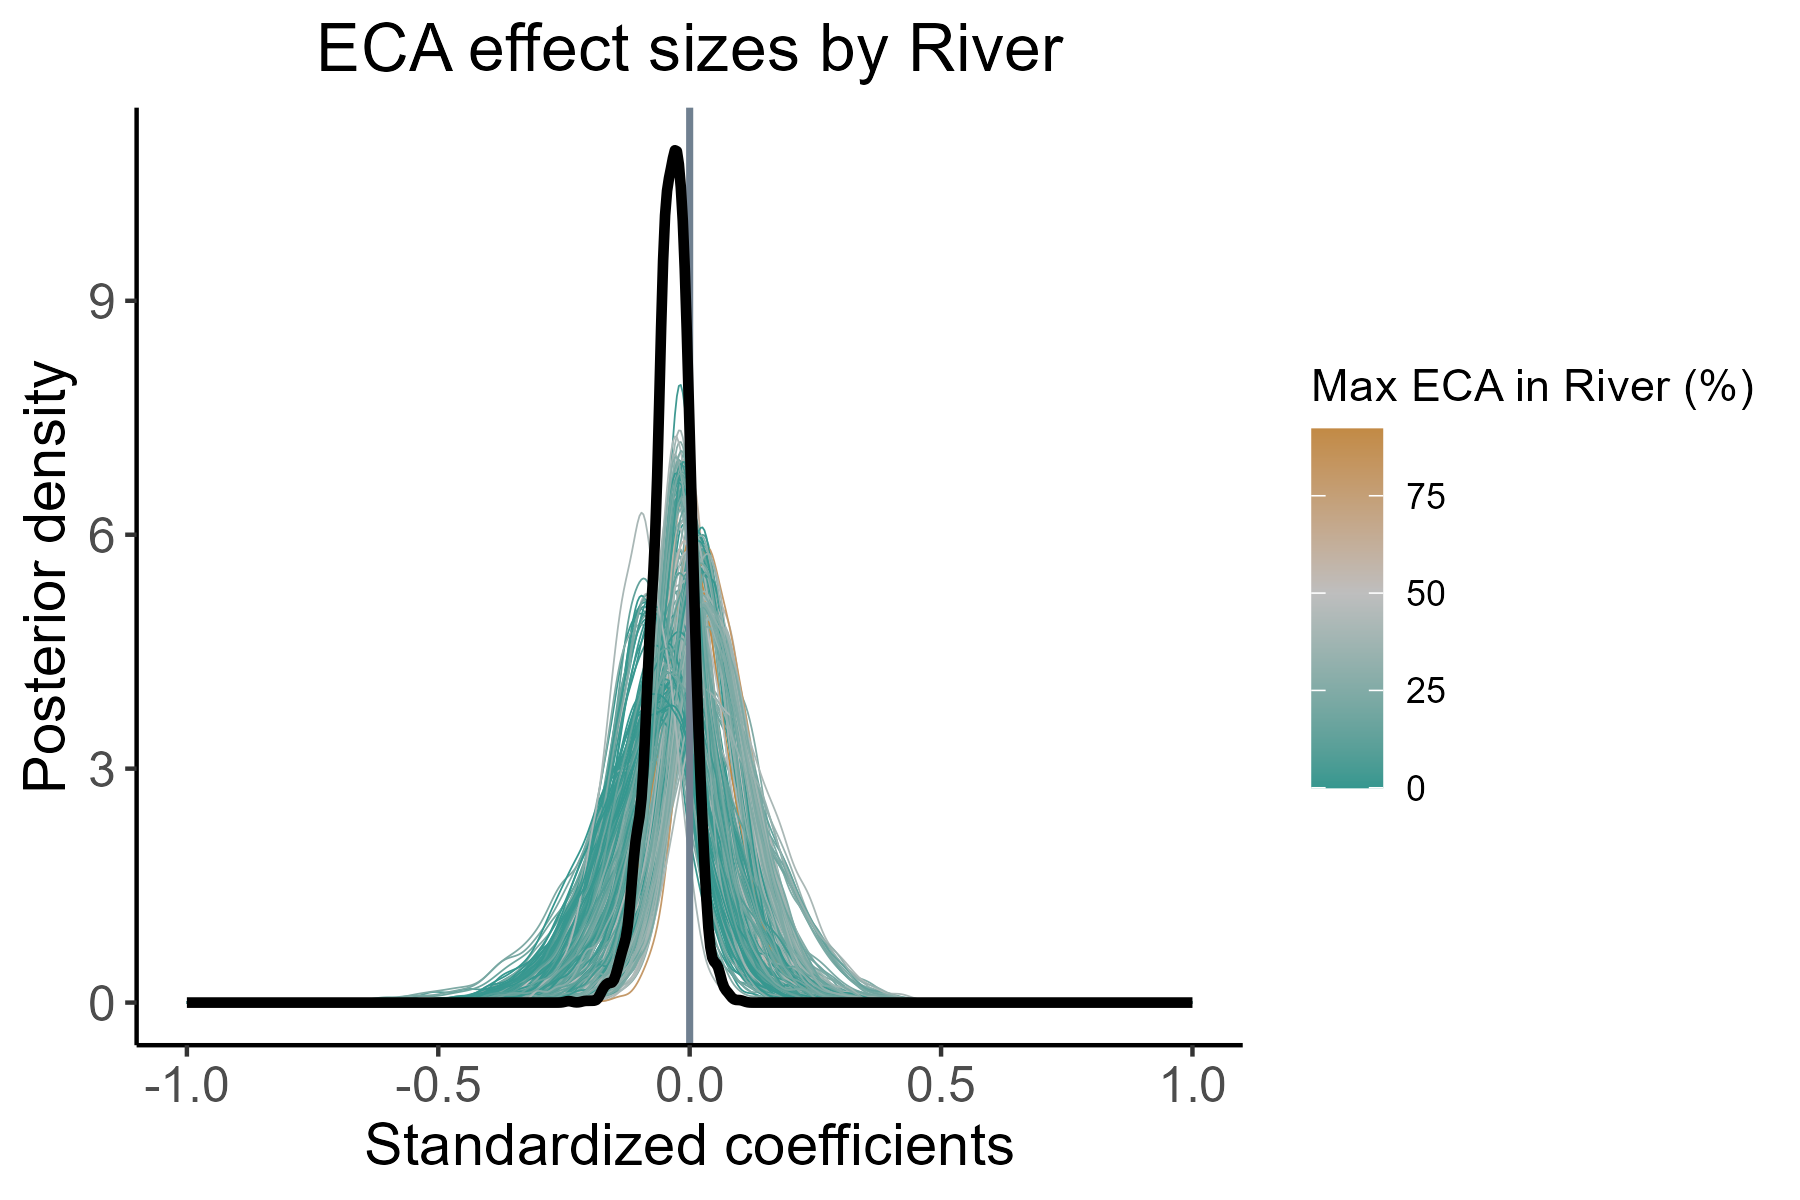 ECA effect sizes by River
Posterior density
9
6
3
0
-1.0 -0.5 0.0 0.5 1.0
Standardized coefficients
Max ECA in River (%)
75
50
25
0